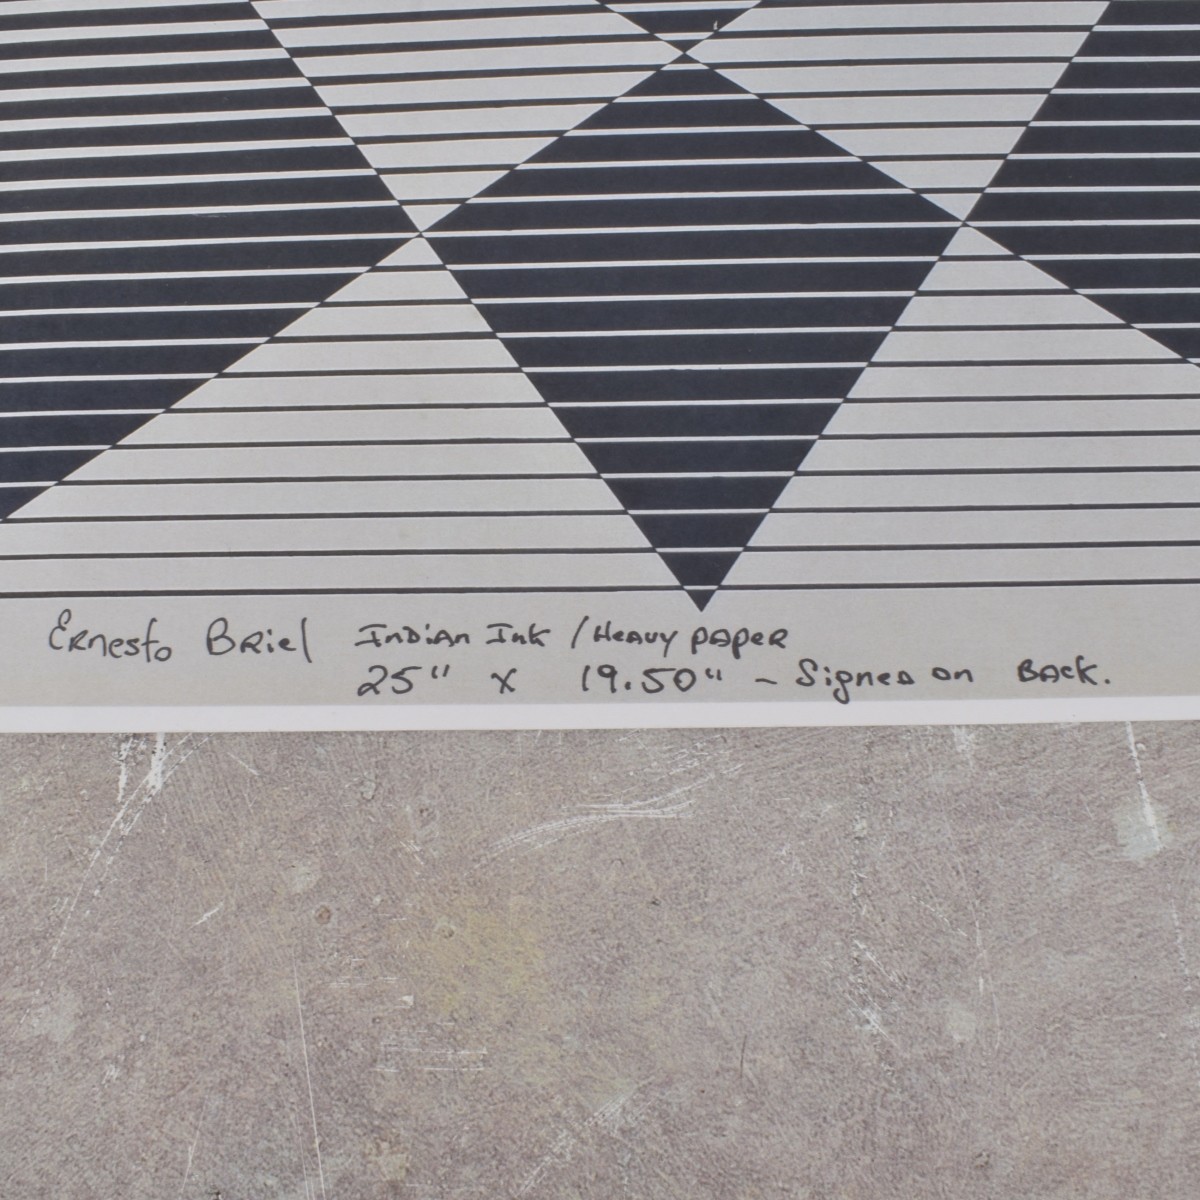 Ernesto Briel Indian Ink / Heavy paper
25" x 19.50" - Signed on Back.